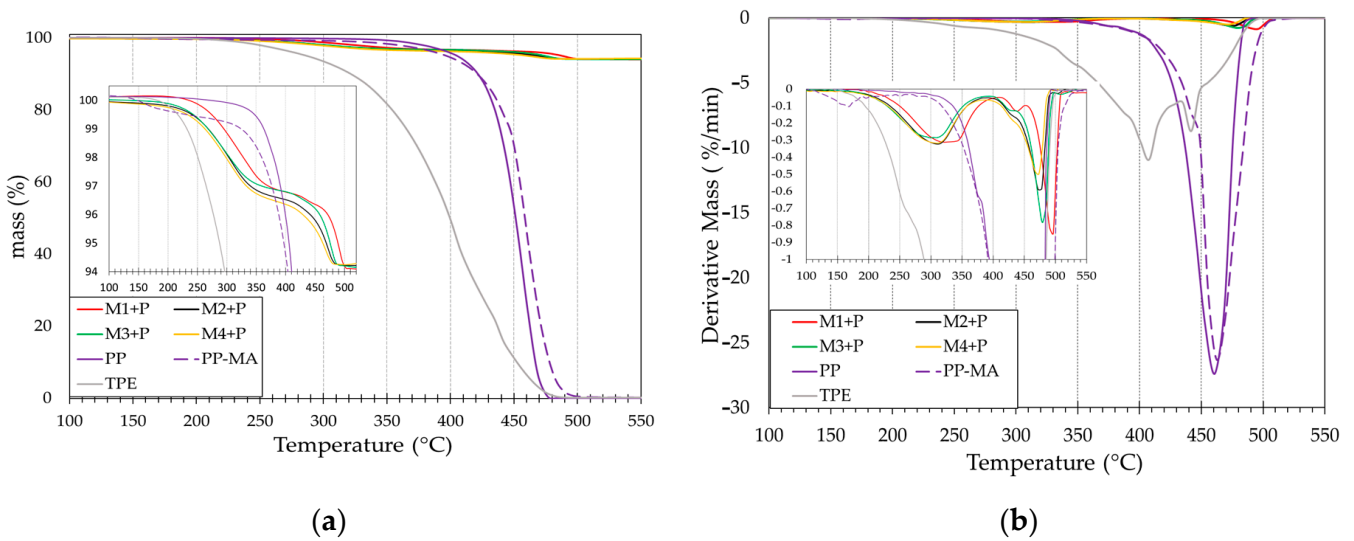 100
80
60
40
20
0
mass (%)
100
99
98
97
96
95
94
100 200 300 400 500
M1+P M2+P
M3+P M4+P
PP PP-MA
TPE
100 150 200 250 300 350 400 450 500 550
Temperature (°C)
(a)
0
-5
-10
-15
-20
-25
-30
Derivative Mass ( %/min)
0
-0.1
-0.2
-0.3
-0.4
-0.5
-0.6
-0.7
-0.8
-0.9
-1
100 150 200 250 300 350 400 450 500 550
M1+P M2+P
M3+P M4+P
PP PP-MA
TPE
100 150 200 250 300 350 400 450 500 550
Temperature (°C)
(b)